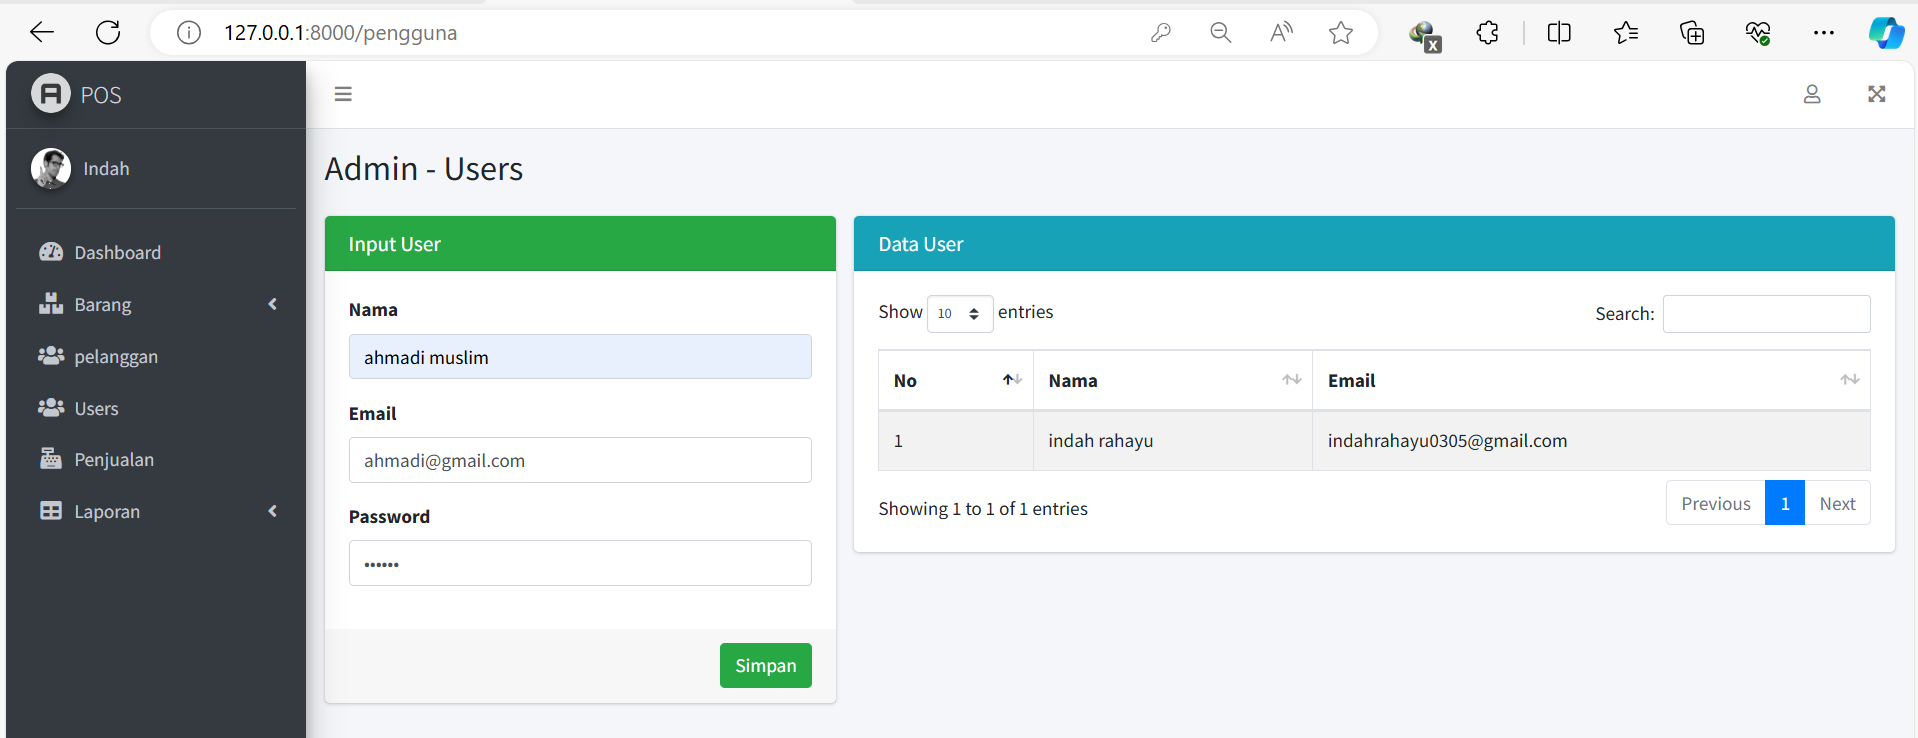 127.0.0.1:8000/pengguna
POS
Indah
Dashboard
Barang
pelanggan
Users
Penjualan
Laporan
Admin - Users
Input User
Nama
ahmadi muslim
Email
ahmadi@gmail.com
Password
••••••
Simpan
Data User
Show 10 entries
Search:
No Nama Email
1 indah rahayu indahrahayu0305@gmail.com
Showing 1 to 1 of 1 entries
Previous 1 Next